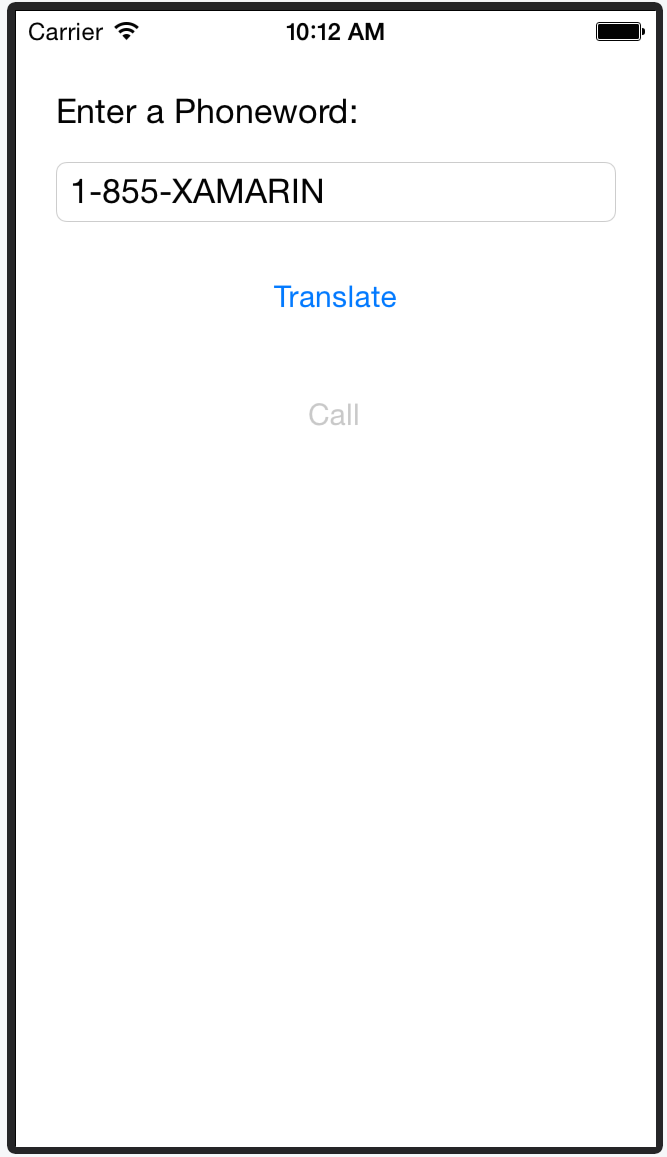 Carrier 10:12 AM
Enter a Phoneword:
1-855-XAMARIN
Translate
Call